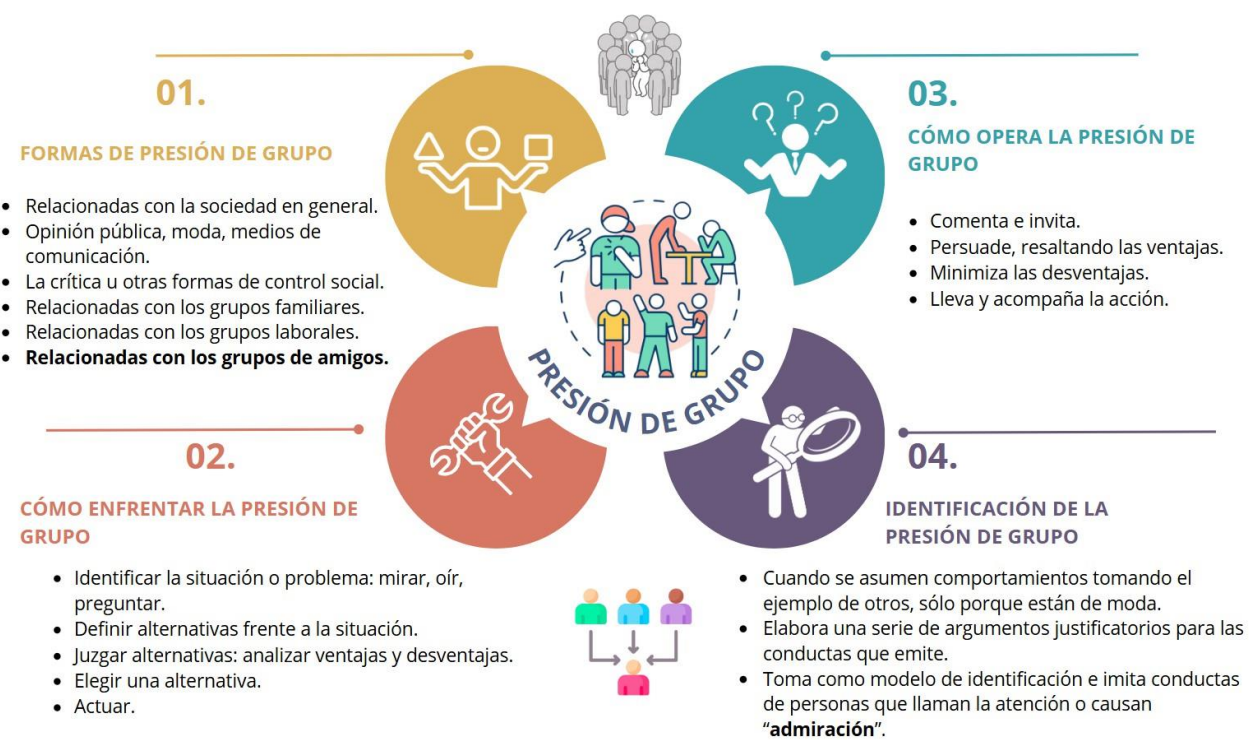 01.
FORMAS DE PRESIÓN DE GRUPO
• Relacionadas con la sociedad en general.
• Opinión pública, moda, medios de
comunicación.
• La crítica u otras formas de control social.
• Relacionadas con los grupos familiares.
• Relacionadas con los grupos laborales.
• Relacionadas con los grupos de amigos.
02.
CÓMO ENFRENTAR LA PRESIÓN DE
GRUPO
• Identificar la situación o problema: mirar, oír,
preguntar.
• Definir alternativas frente a la situación.
• Juzgar alternativas: analizar ventajas y desventajas.
• Elegir una alternativa.
• Actuar.
PRESIÓN DE GRUPO
03.
CÓMO OPERA LA PRESIÓN DE
GRUPO
• Comenta e invita.
• Persuade, resaltando las ventajas.
• Minimiza las desventajas.
• Lleva y acompaña la acción.
04.
IDENTIFICACIÓN DE LA
PRESIÓN DE GRUPO
• Cuando se asumen comportamientos tomando el
ejemplo de otros, sólo porque están de moda.
• Elabora una serie de argumentos justificatorios para las
conductas que emite.
• Toma como modelo de identificación e imita conductas
de personas que llaman la atención o causan
“admiración”.